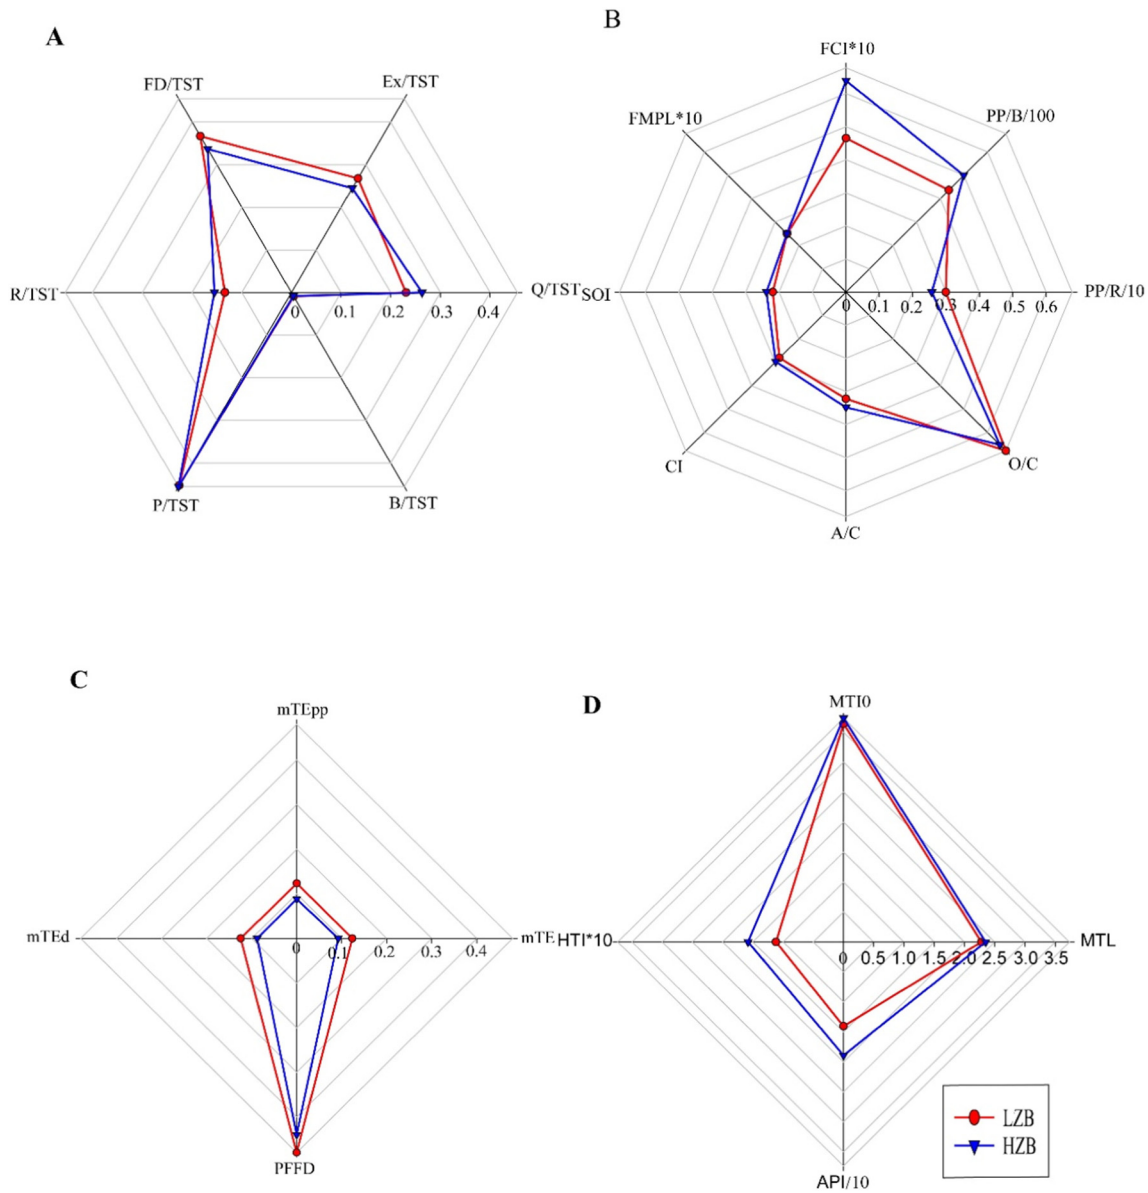 A
B
FD/TST
Ex/TST
R/TST
Q/TST
0 0.1 0.2 0.3 0.4
P/TST
B/TST
FCI*10
FMPL*10
PP/B/100
SOI
PP/R/10
0 0.1 0.2 0.3 0.4 0.5 0.6
CI
O/C
A/C
C
D
mTEpp
mTEd
mTE
0 0.1 0.2 0.3 0.4
PFFD
MTI0
HTI*10
MTL
0 0.5 1.0 1.5 2.0 2.5 3.0 3.5
API/10
LZB
HZB